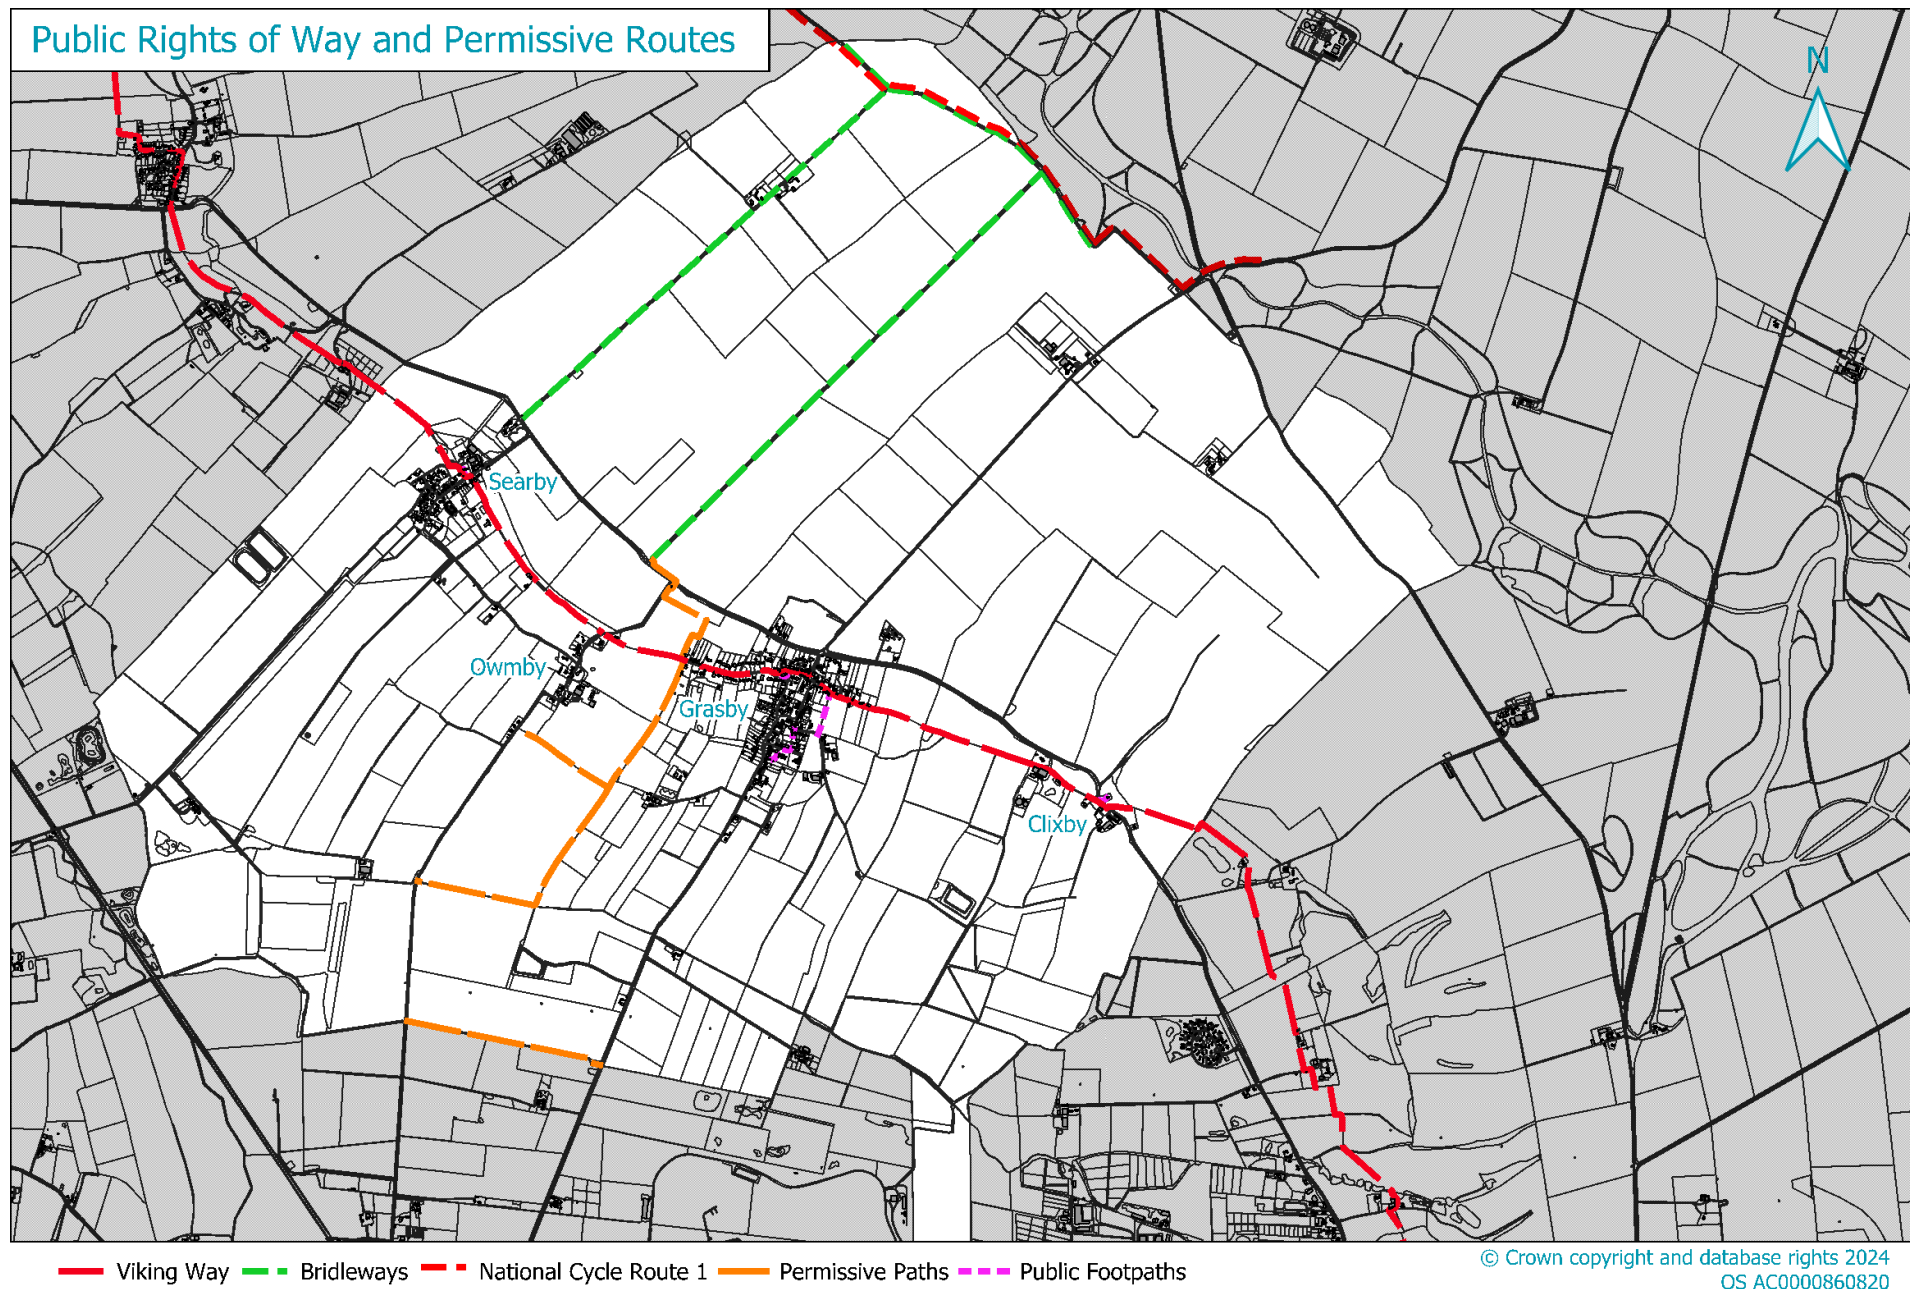 Public Rights of Way and Permissive Routes
N
Searby
Owmby
Grasby
Clixby
Viking Way
Bridleways
National Cycle Route 1
Permissive Paths
Public Footpaths
© Crown copyright and database rights 2024
OS AC0000860820